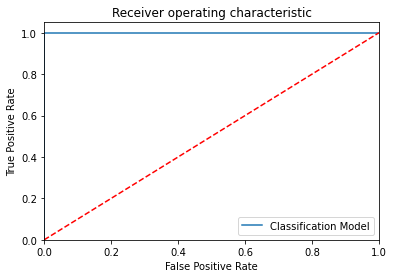 Receiver operating characteristic
True Positive Rate
1.0
0.8
0.6
0.4
0.2
0.0
Classification Model
0.0 0.2 0.4 0.6 0.8 1.0
False Positive Rate